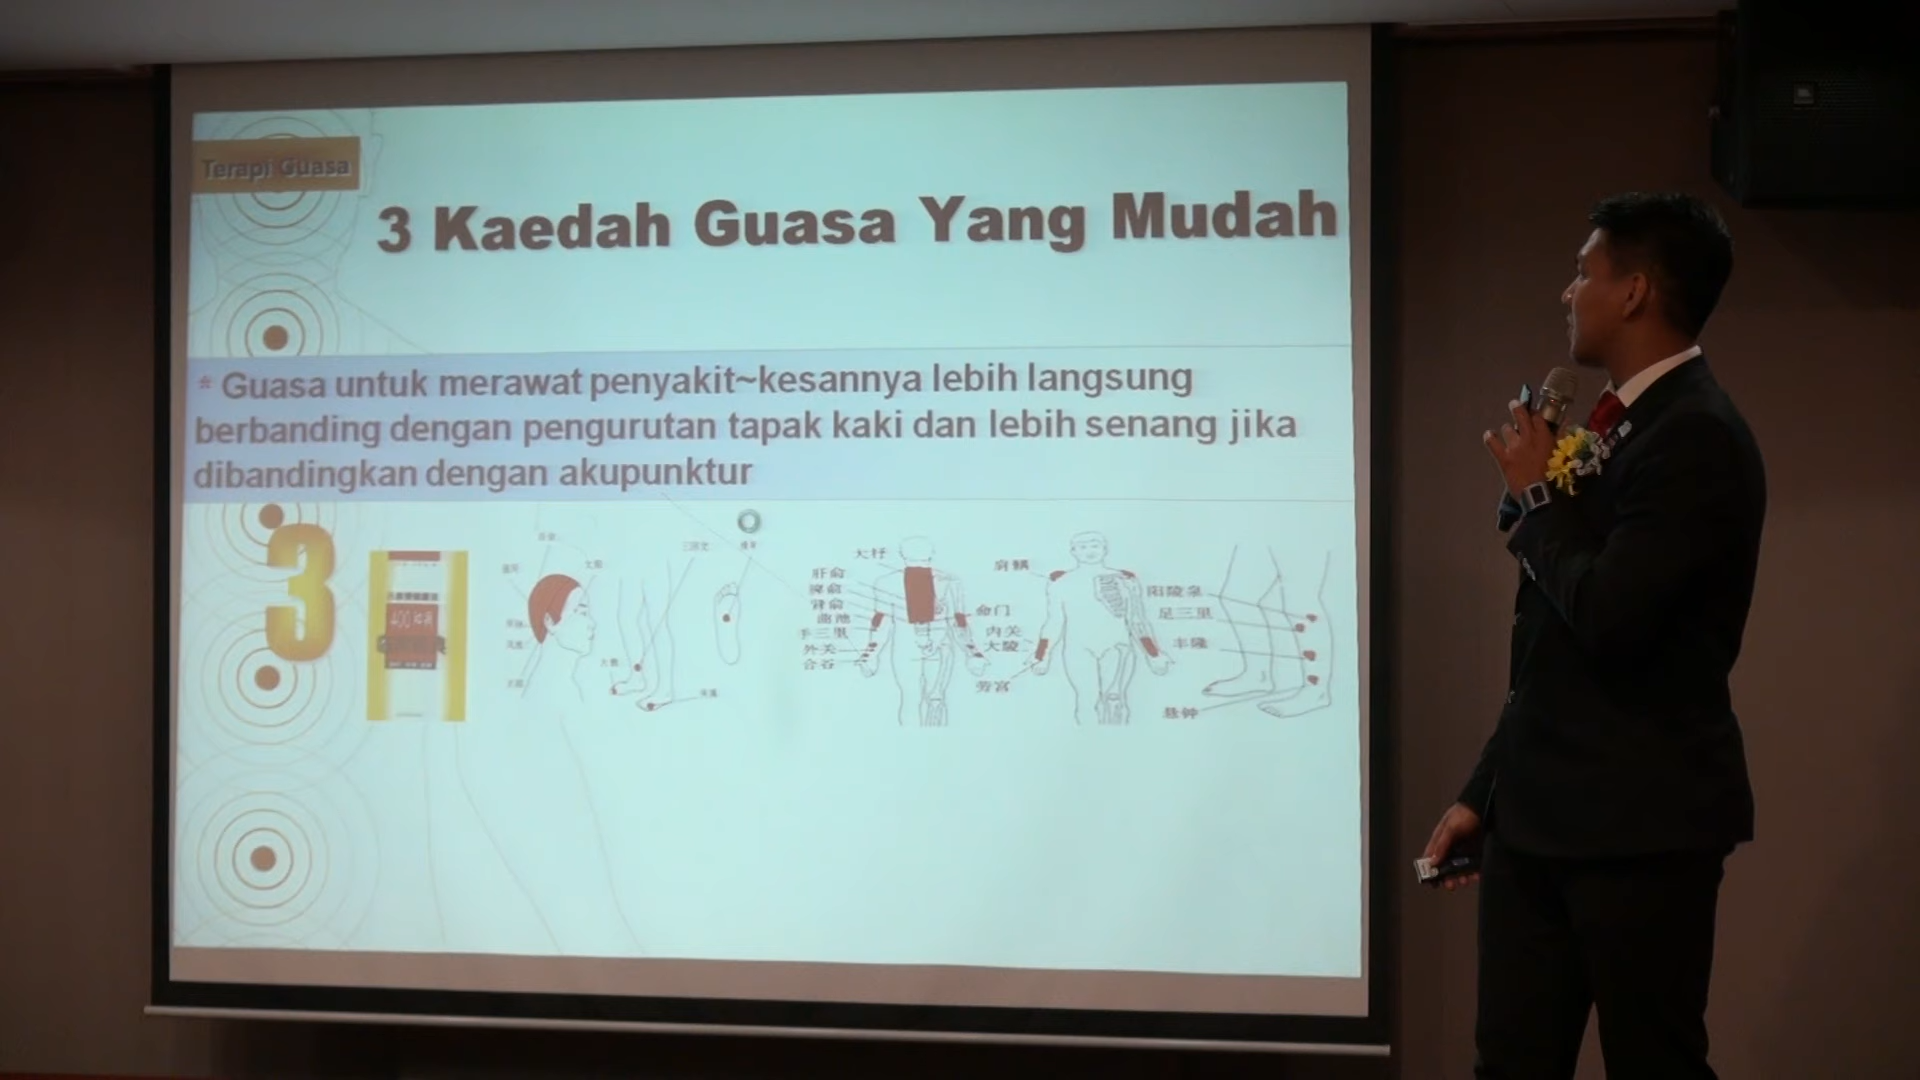 Terapi Guasa
3 Kaedah Guasa Yang Mudah
* Guasa untuk merawat penyakit~kesannya lebih langsung
berbanding dengan pengurutan tapak kaki dan lebih senang jika
dibandingkan dengan akupunktur
3
大杼
肝俞
脾俞
肾俞
曲池
手三里
外关
合谷
命门
肩髃
内关
大陵
劳宫
阳陵泉
足三里
丰隆
悬钟